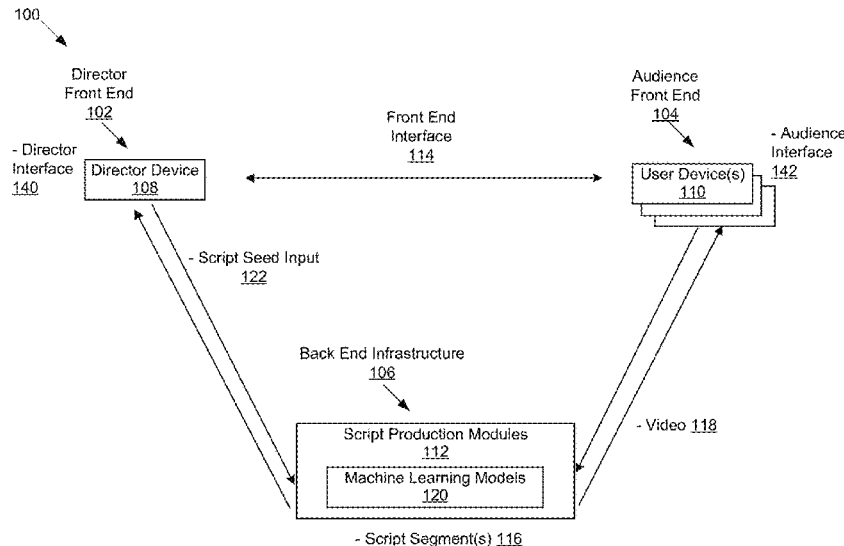 100
Director
Front End
102
- Director
Interface
140
Director Device
108
Front End
Interface
114
Audience
Front End
104
- Audience
Interface
142
User Device(s)
110
- Script Seed Input
122
Back End Infrastructure
106
Script Production Modules
112
Machine Learning Models
120
- Video 118
- Script Segment(s) 116